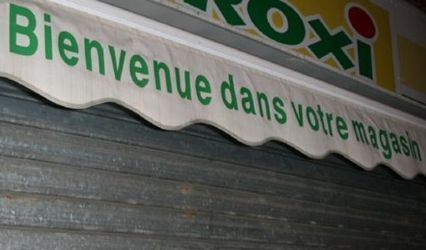 roxi
Bienvenue dans votre magasin